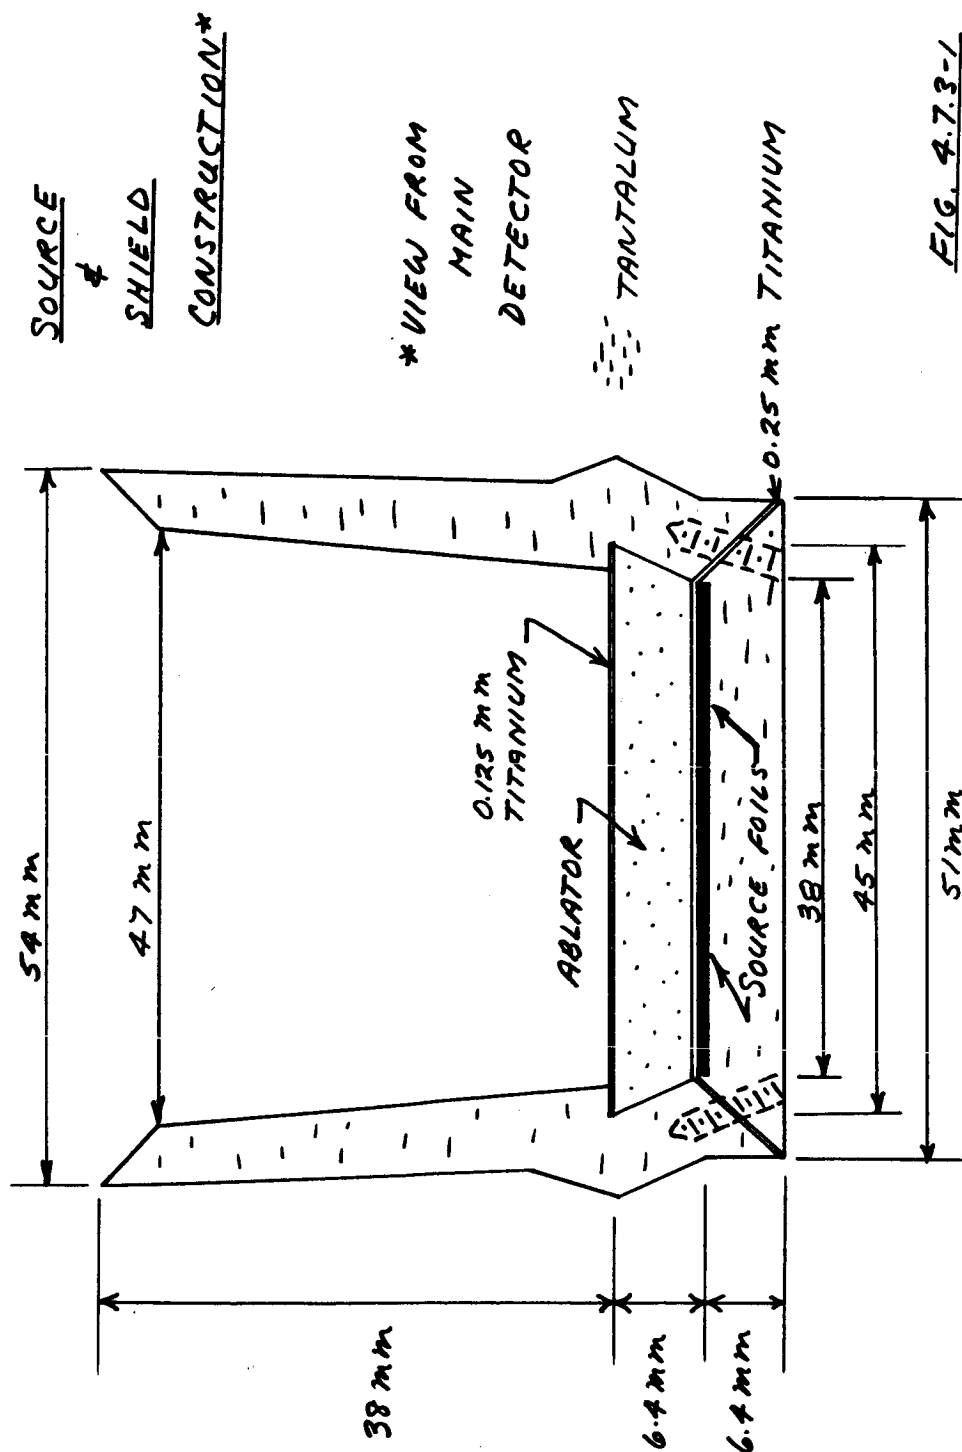 SOURCE
&
SHIELD
CONSTRUCTION*
*VIEW FROM
MAIN
DETECTOR
TANTALUM
0.25 mm TITANIUM
FIG. 4.7.3-1
54 mm
47 mm
0.125 mm
TITANIUM
ABLATOR
SOURCE FOILS
38 mm
45 mm
51 mm
38 mm
6.4 mm
6.4 mm